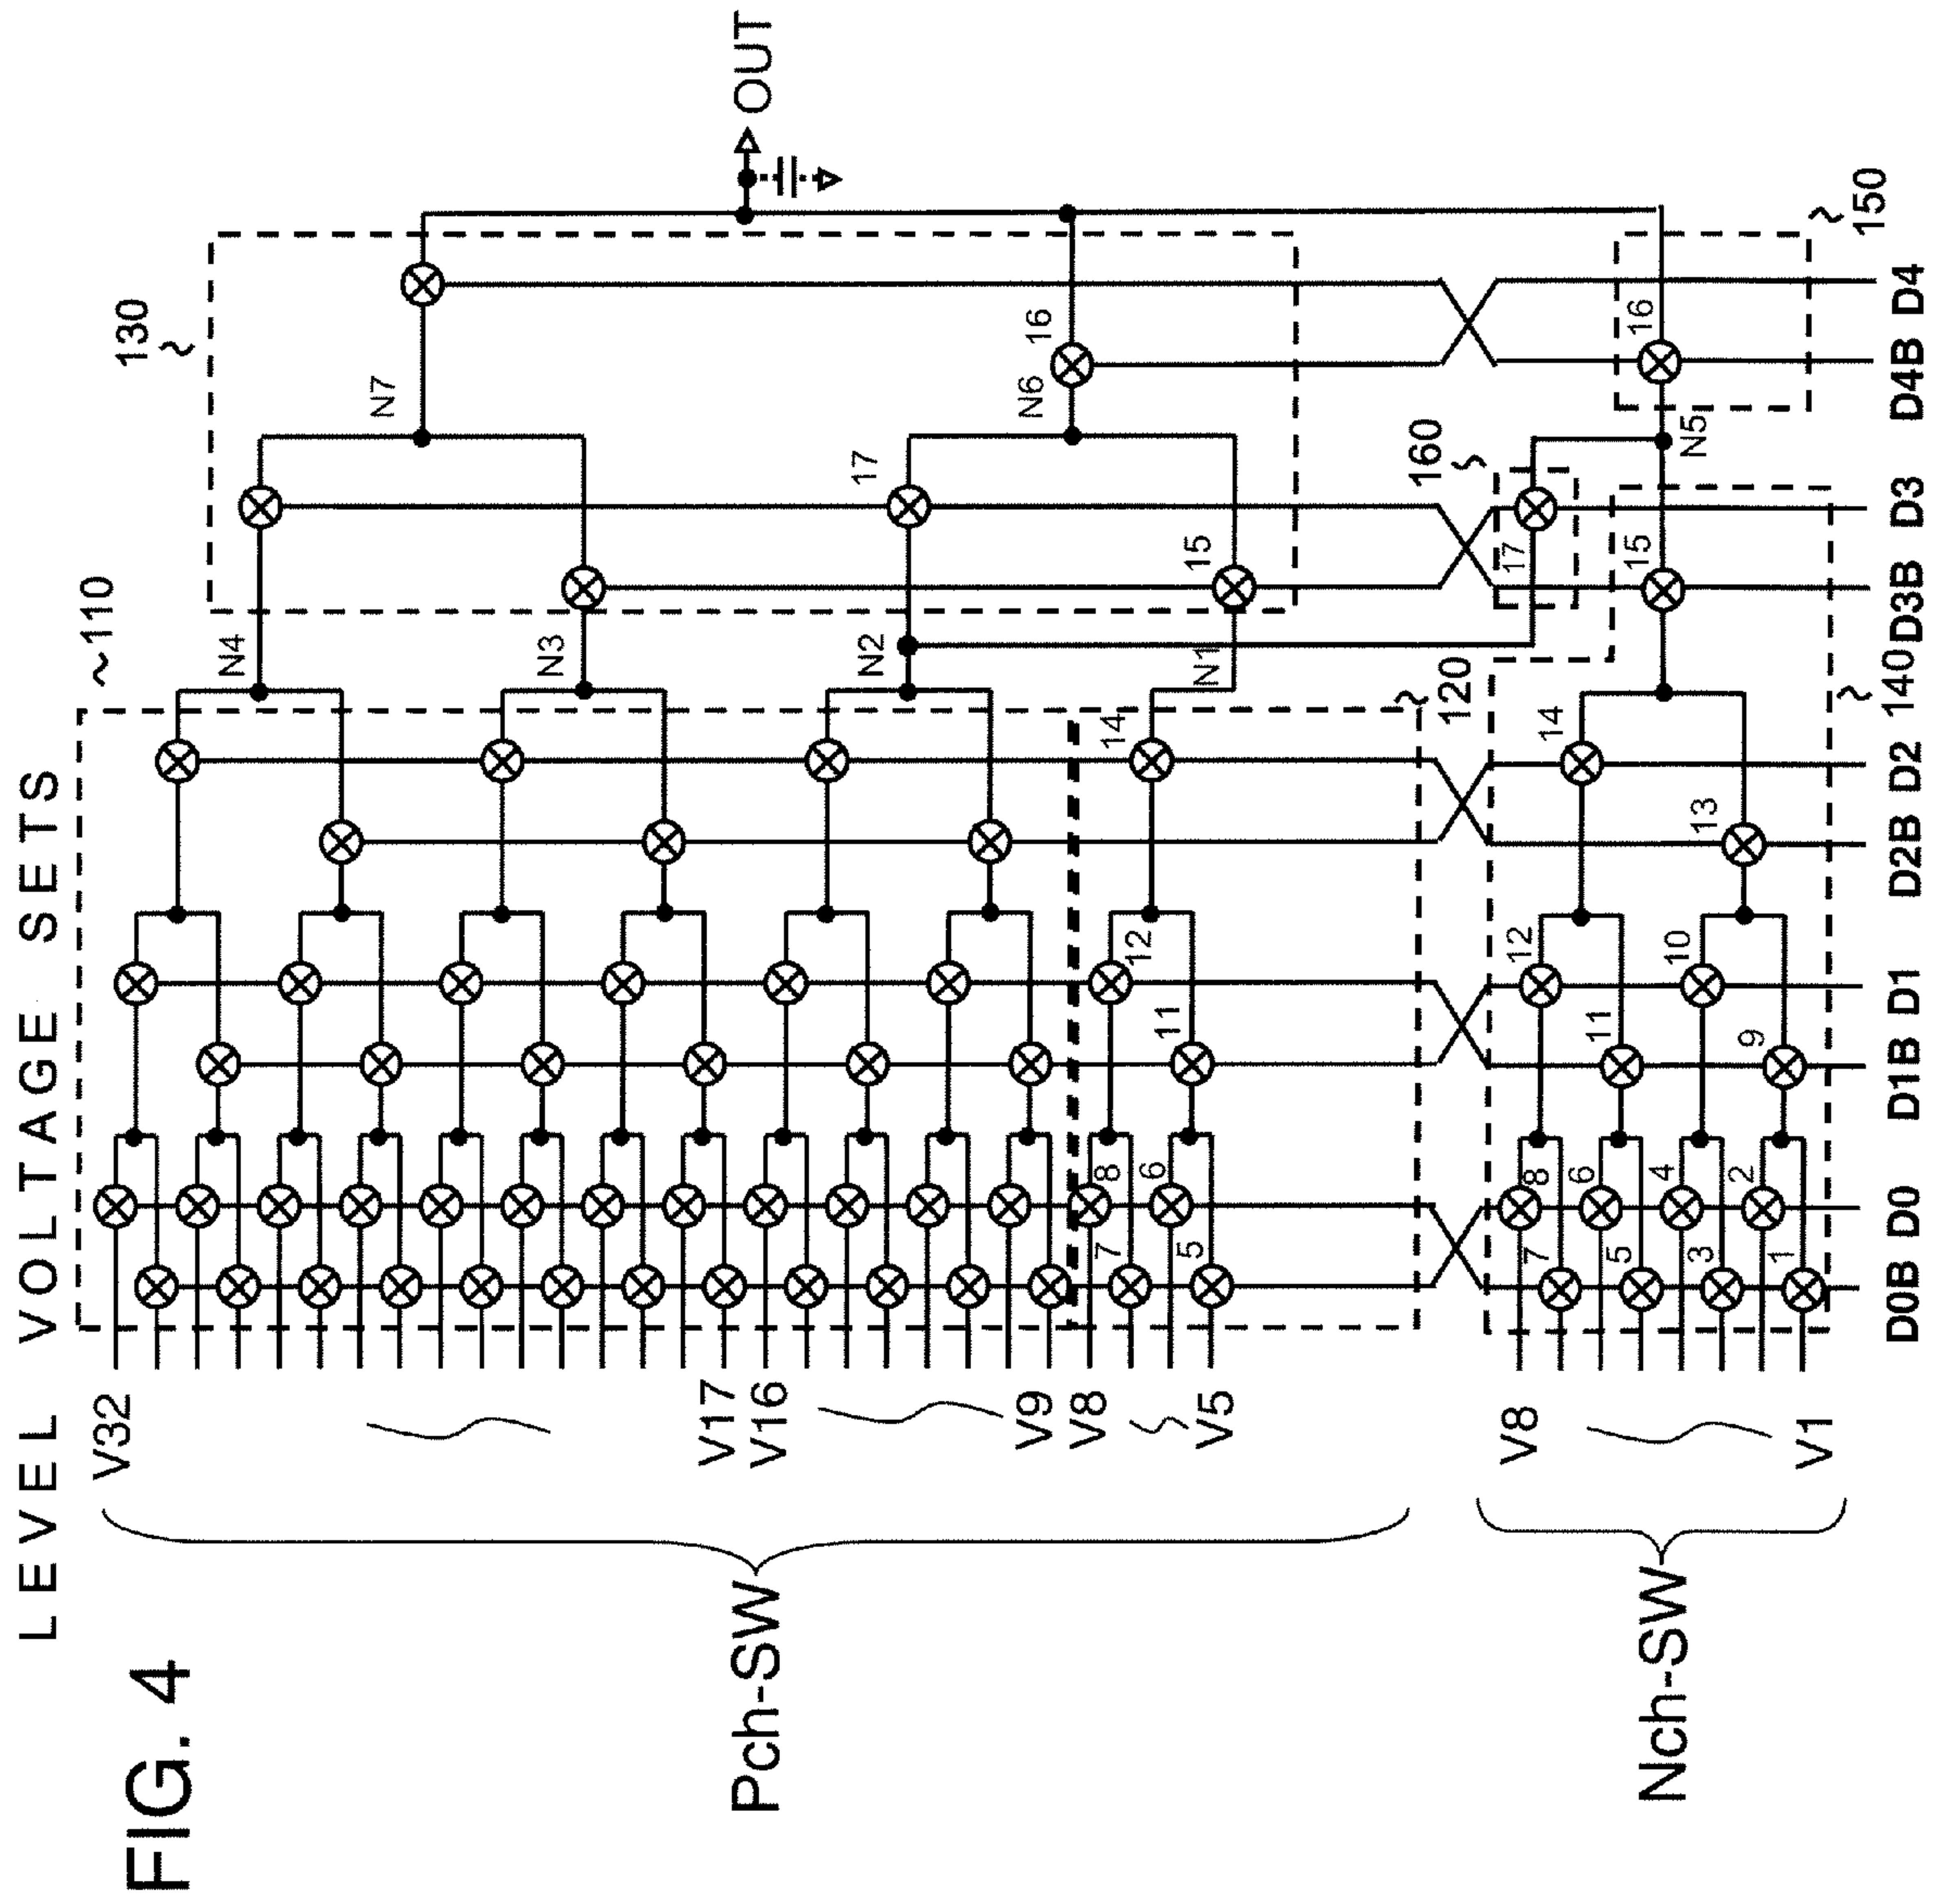 FIG. 4
LEVEL VOLTAGE SETS
V32
V17
V16
V9
V8
V5
V8
V1
Pch-SW
Nch-SW
110
120
130
140
150
160
N4
N3
N2
N1
N7
N6
N5
OUT
8
7
6
5
12
11
14
15
17
16
8
7
6
5
4
3
2
1
12
11
10
9
14
13
15
17
16
D0B D0
D1B D1
D2B D2
D3B D3
D4B D4